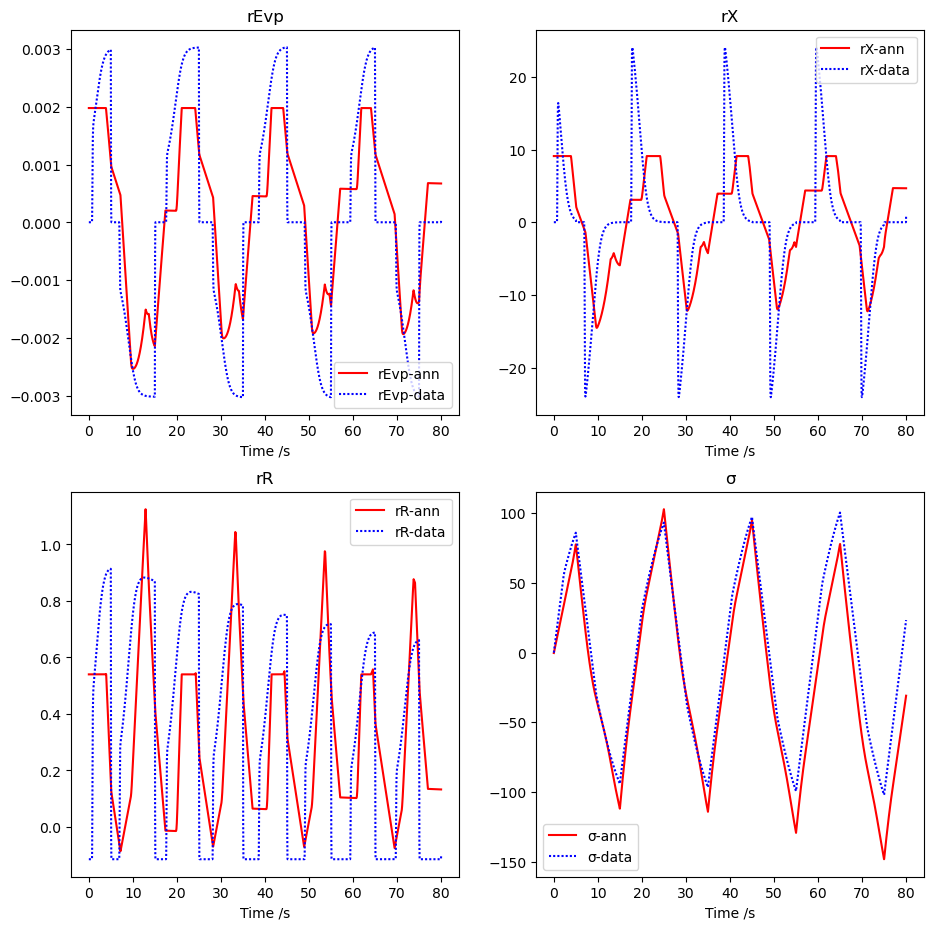 rEvp
0.003
0.002
0.001
0.000
−0.001
−0.002
−0.003
rEvp-ann
rEvp-data
0 10 20 30 40 50 60 70 80
Time /s
rX
20
10
0
−10
−20
rX-ann
rX-data
0 10 20 30 40 50 60 70 80
Time /s
rR
1.0
0.8
0.6
0.4
0.2
0.0
rR-ann
rR-data
0 10 20 30 40 50 60 70 80
Time /s
σ
100
50
0
−50
−100
−150
σ-ann
σ-data
0 10 20 30 40 50 60 70 80
Time /s